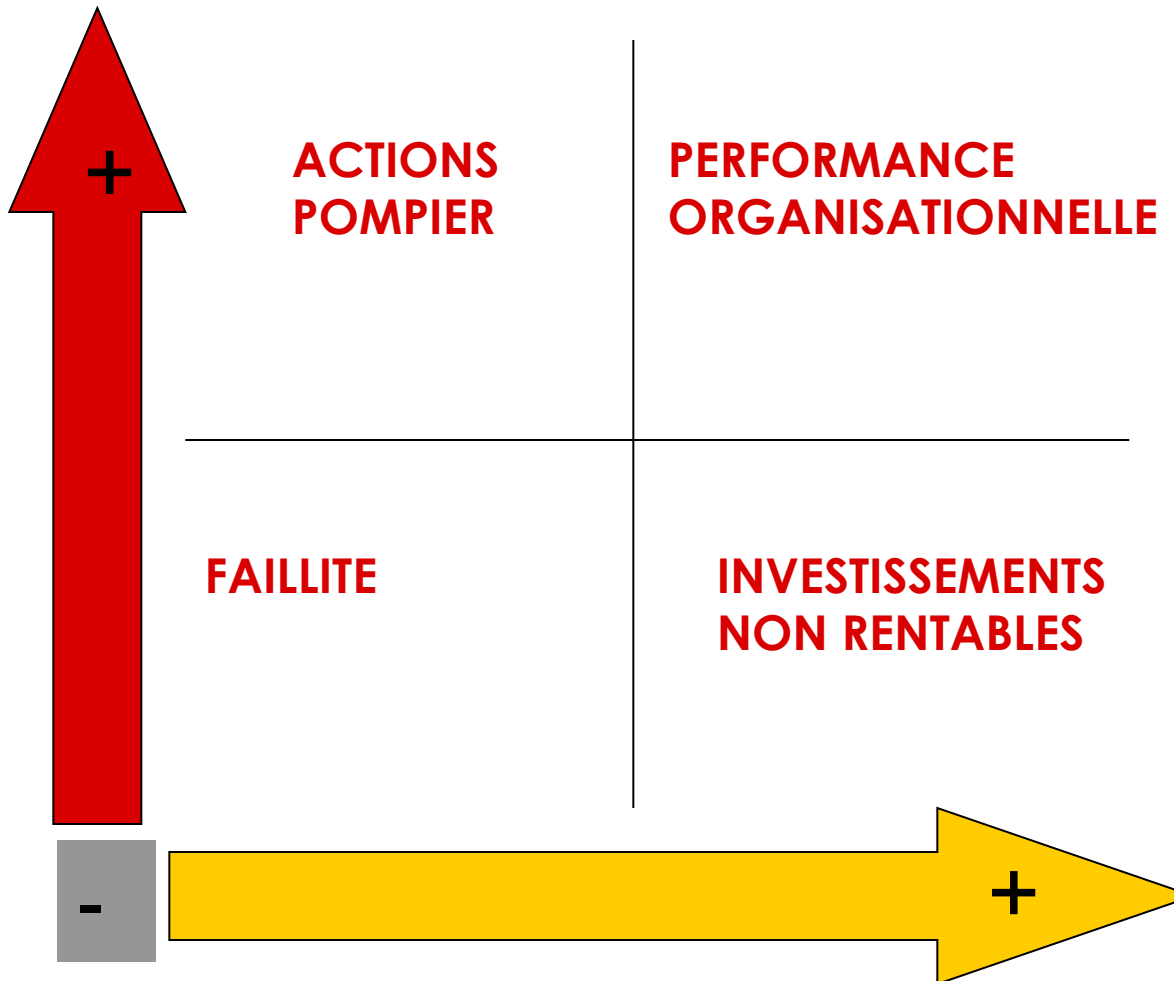 +
ACTIONS
POMPIER
PERFORMANCE
ORGANISATIONNELLE
FAILLITE
INVESTISSEMENTS
NON RENTABLES
-
+